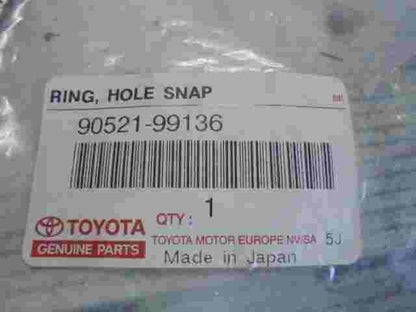 RING, HOLE SNAP
90521-99136
QTY: 1
TOYOTA
GENUINE PARTS
TOYOTA MOTOR EUROPE NV/SA 5J
Made in Japan